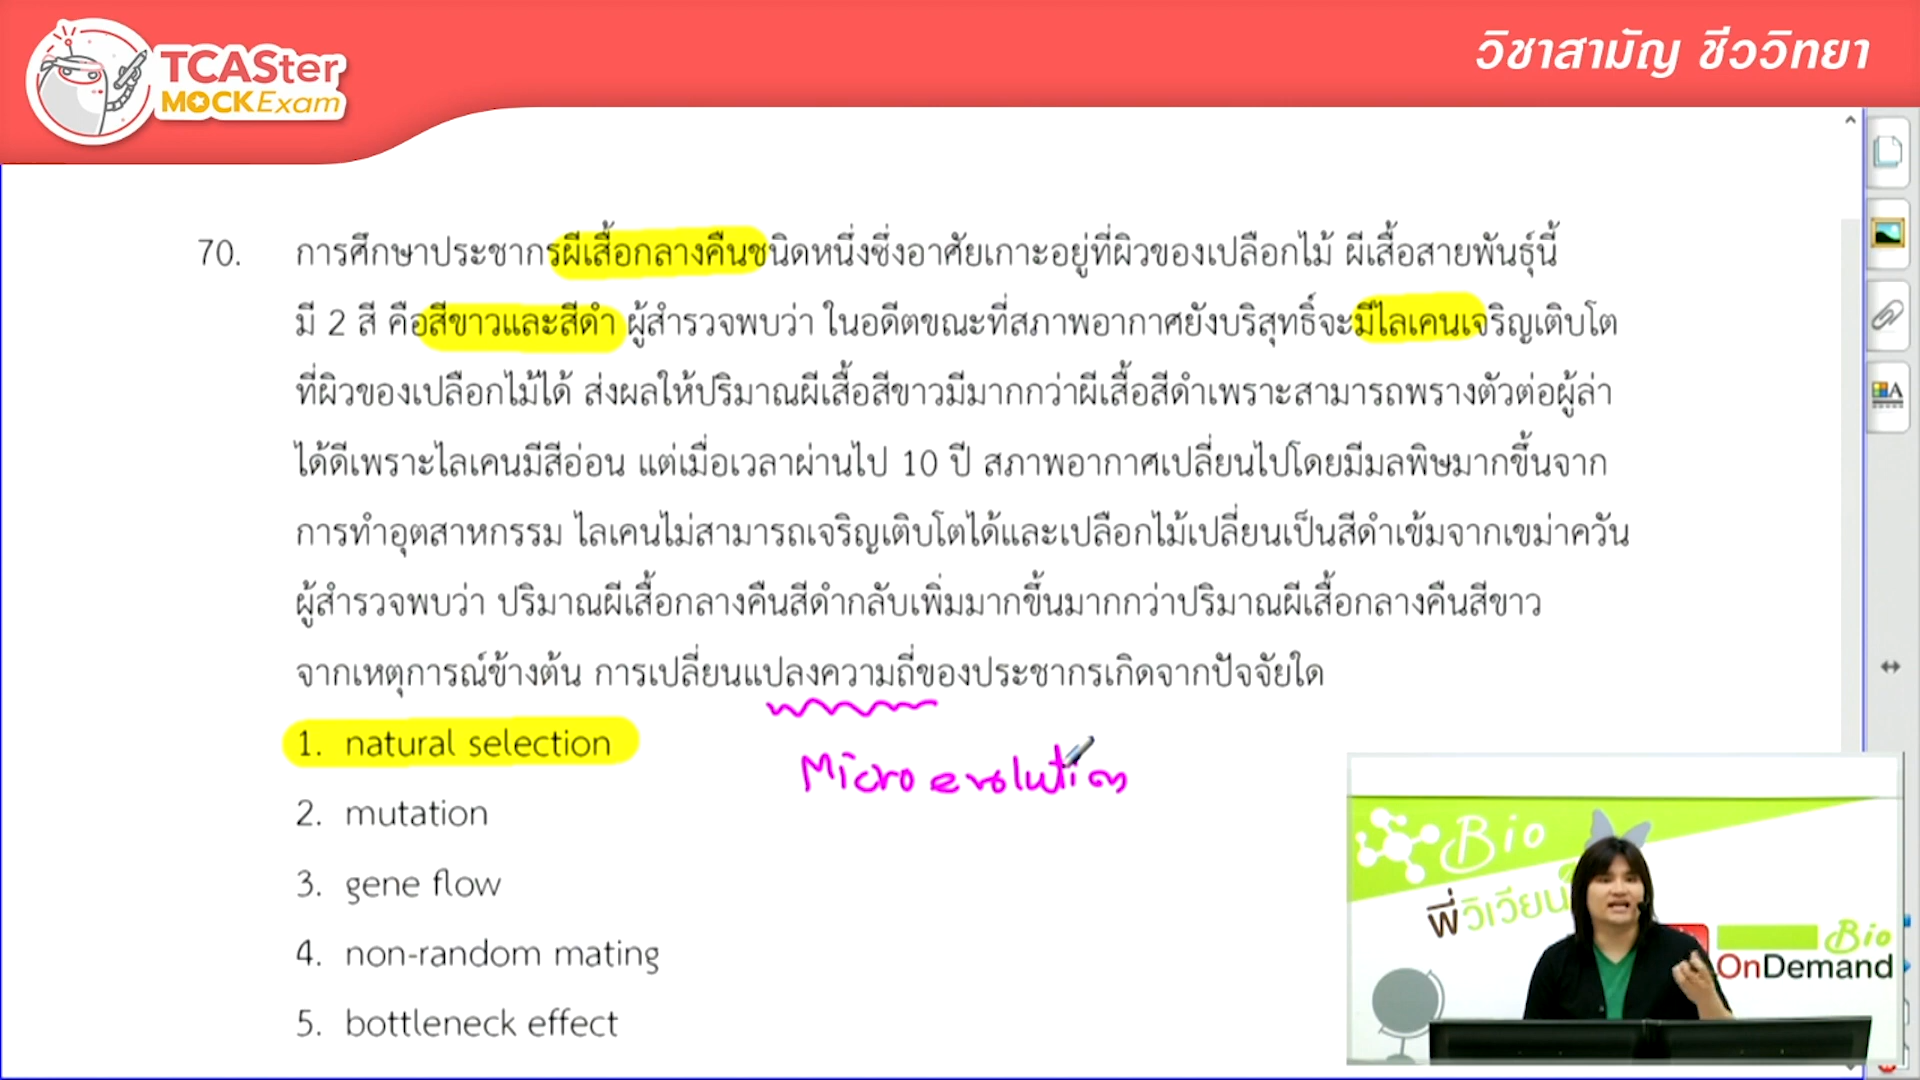 TCASter
MOCK Exam
วิชาสามัญ ชีววิทยา
70. การศึกษาประชากรผีเสื้อกลางคืนชนิดหนึ่งซึ่งอาศัยเกาะอยู่ที่ผิวของเปลือกไม้ ผีเสื้อสายพันธุ์นี้
มี 2 สี คือสีขาวและสีดำ ผู้สำรวจพบว่า ในอดีตขณะที่สภาพอากาศยังบริสุทธิ์จะมีไลเคนเจริญเติบโต
ที่ผิวของเปลือกไม้ได้ ส่งผลให้ปริมาณผีเสื้อสีขาวมีมากกว่าผีเสื้อสีดำเพราะสามารถพรางตัวต่อผู้ล่า
ได้ดีเพราะไลเคนมีสีอ่อน แต่เมื่อเวลาผ่านไป 10 ปี สภาพอากาศเปลี่ยนไปโดยมีมลพิษมากขึ้นจาก
การทำอุตสาหกรรม ไลเคนไม่สามารถเจริญเติบโตได้และเปลือกไม้เปลี่ยนเป็นสีดำเข้มจากเขม่าควัน
ผู้สำรวจพบว่า ปริมาณผีเสื้อกลางคืนสีดำกลับเพิ่มมากขึ้นมากกว่าปริมาณผีเสื้อกลางคืนสีขาว
จากเหตุการณ์ข้างต้น การเปลี่ยนแปลงความถี่ของประชากรเกิดจากปัจจัยใด
1. natural selection
Micro evolution
2. mutation
3. gene flow
4. non-random mating
5. bottleneck effect
Bio
พี่วิเวียน
Bio
OnDemand